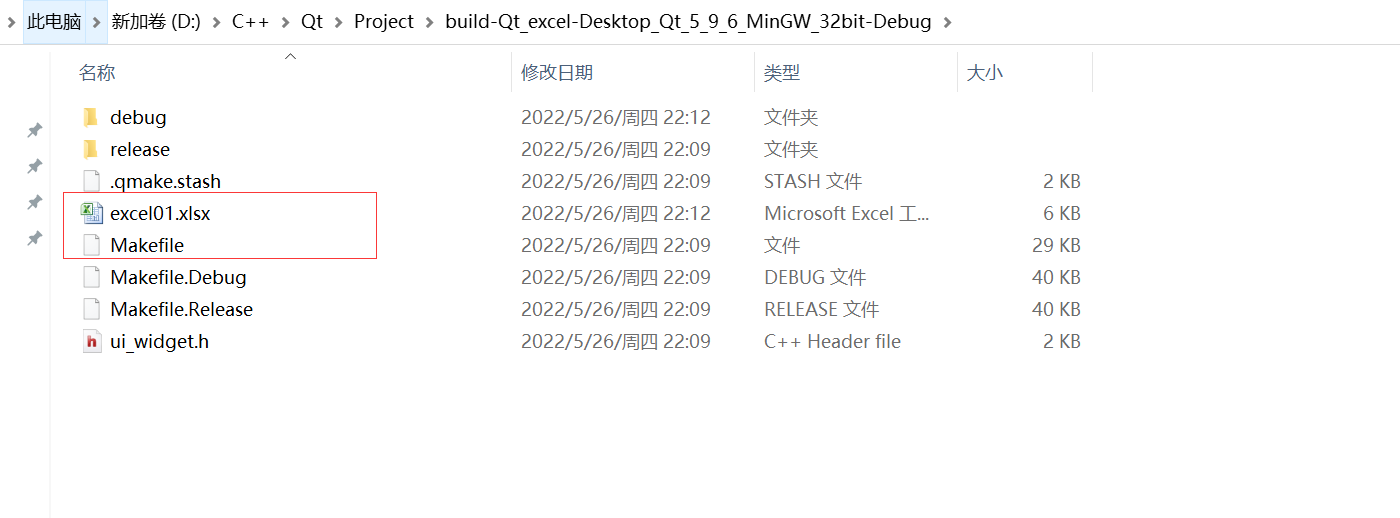 此电脑 新加卷 (D:) C++ Qt Project build-Qt_excel-Desktop_Qt_5_9_6_MinGW_32bit-Debug
名称 修改日期 类型 大小
debug 2022/5/26/周四 22:12 文件夹
release 2022/5/26/周四 22:09 文件夹
.qmake.stash 2022/5/26/周四 22:09 STASH 文件 2 KB
excel01.xlsx 2022/5/26/周四 22:12 Microsoft Excel 工... 6 KB
Makefile 2022/5/26/周四 22:09 文件 29 KB
Makefile.Debug 2022/5/26/周四 22:09 DEBUG 文件 40 KB
Makefile.Release 2022/5/26/周四 22:09 RELEASE 文件 40 KB
ui_widget.h 2022/5/26/周四 22:09 C++ Header file 2 KB